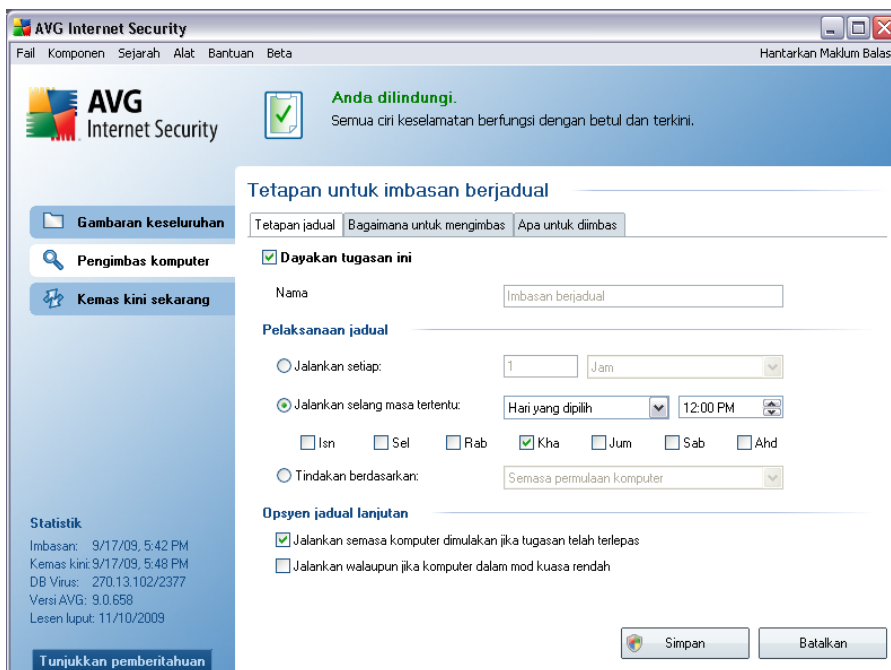 AVG Internet Security
Fail Komponen Sejarah Alat Bantuan Beta Hantarkan Maklum Balas
AVG
Internet Security
Anda dilindungi.
Semua ciri keselamatan berfungsi dengan betul dan terkini.
Gambaran keseluruhan
Pengimbas komputer
Kemas kini sekarang
Tetapan untuk imbasan berjadual
Tetapan jadual Bagaimana untuk mengimbas Apa untuk diimbas
Dayakan tugasan ini
Nama Imbasan berjadual
Pelaksanaan jadual
Jalankan setiap: 1 Jam
Jalankan selang masa tertentu: Hari yang dipilih 12:00 PM
Isn Sel Rab Kha Jum Sab Ahd
Tindakan berdasarkan: Semasa permulaan komputer
Opsyen jadual lanjutan
Jalankan semasa komputer dimulakan jika tugasan telah terlepas
Jalankan walaupun jika komputer dalam mod kuasa rendah
Statistik
Imbasan: 9/17/09, 5:42 PM
Kemas kini: 9/17/09, 5:48 PM
DB Virus: 270.13.102/2377
Versi AVG: 9.0.658
Lesen luput: 11/10/2009
Tunjukkan pemberitahuan
Simpan Batalkan